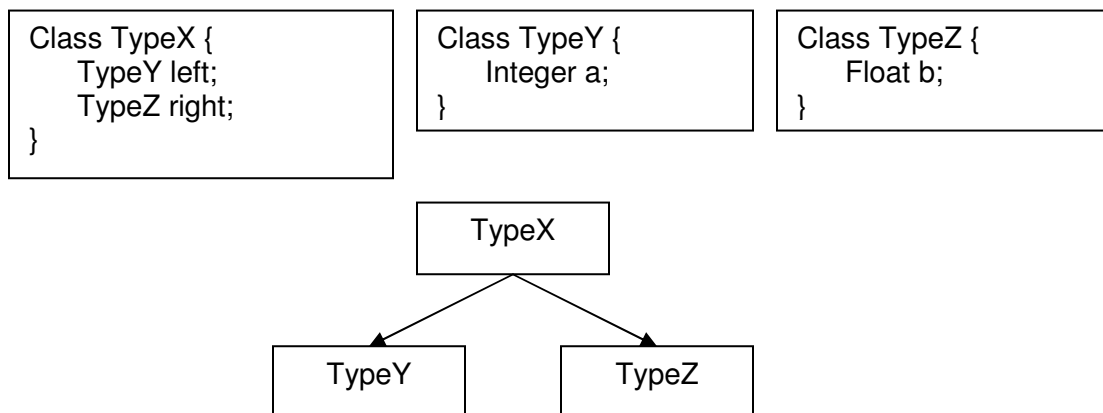 Class TypeX {
TypeY left;
TypeZ right;
}
Class TypeY {
Integer a;
}
Class TypeZ {
Float b;
}
TypeX
TypeY
TypeZ